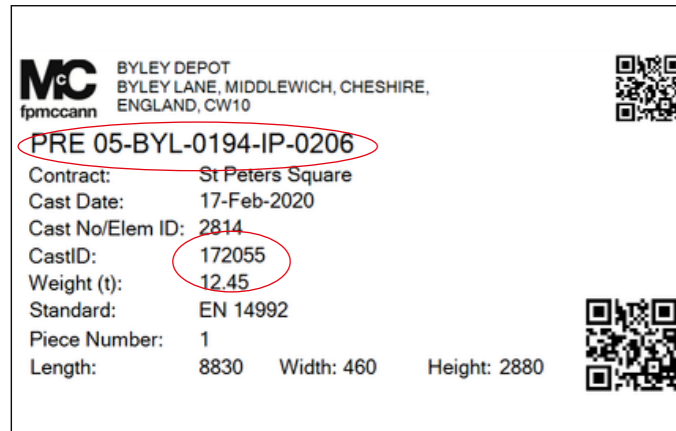 McC
fpmccann
BYLEY DEPOT
BYLEY LANE, MIDDLEWICH, CHESHIRE,
ENGLAND, CW10
PRE 05-BYL-0194-IP-0206
Contract: St Peters Square
Cast Date: 17-Feb-2020
Cast No/Elem ID: 2814
CastID: 172055
Weight (t): 12.45
Standard: EN 14992
Piece Number: 1
Length: 8830 Width: 460 Height: 2880